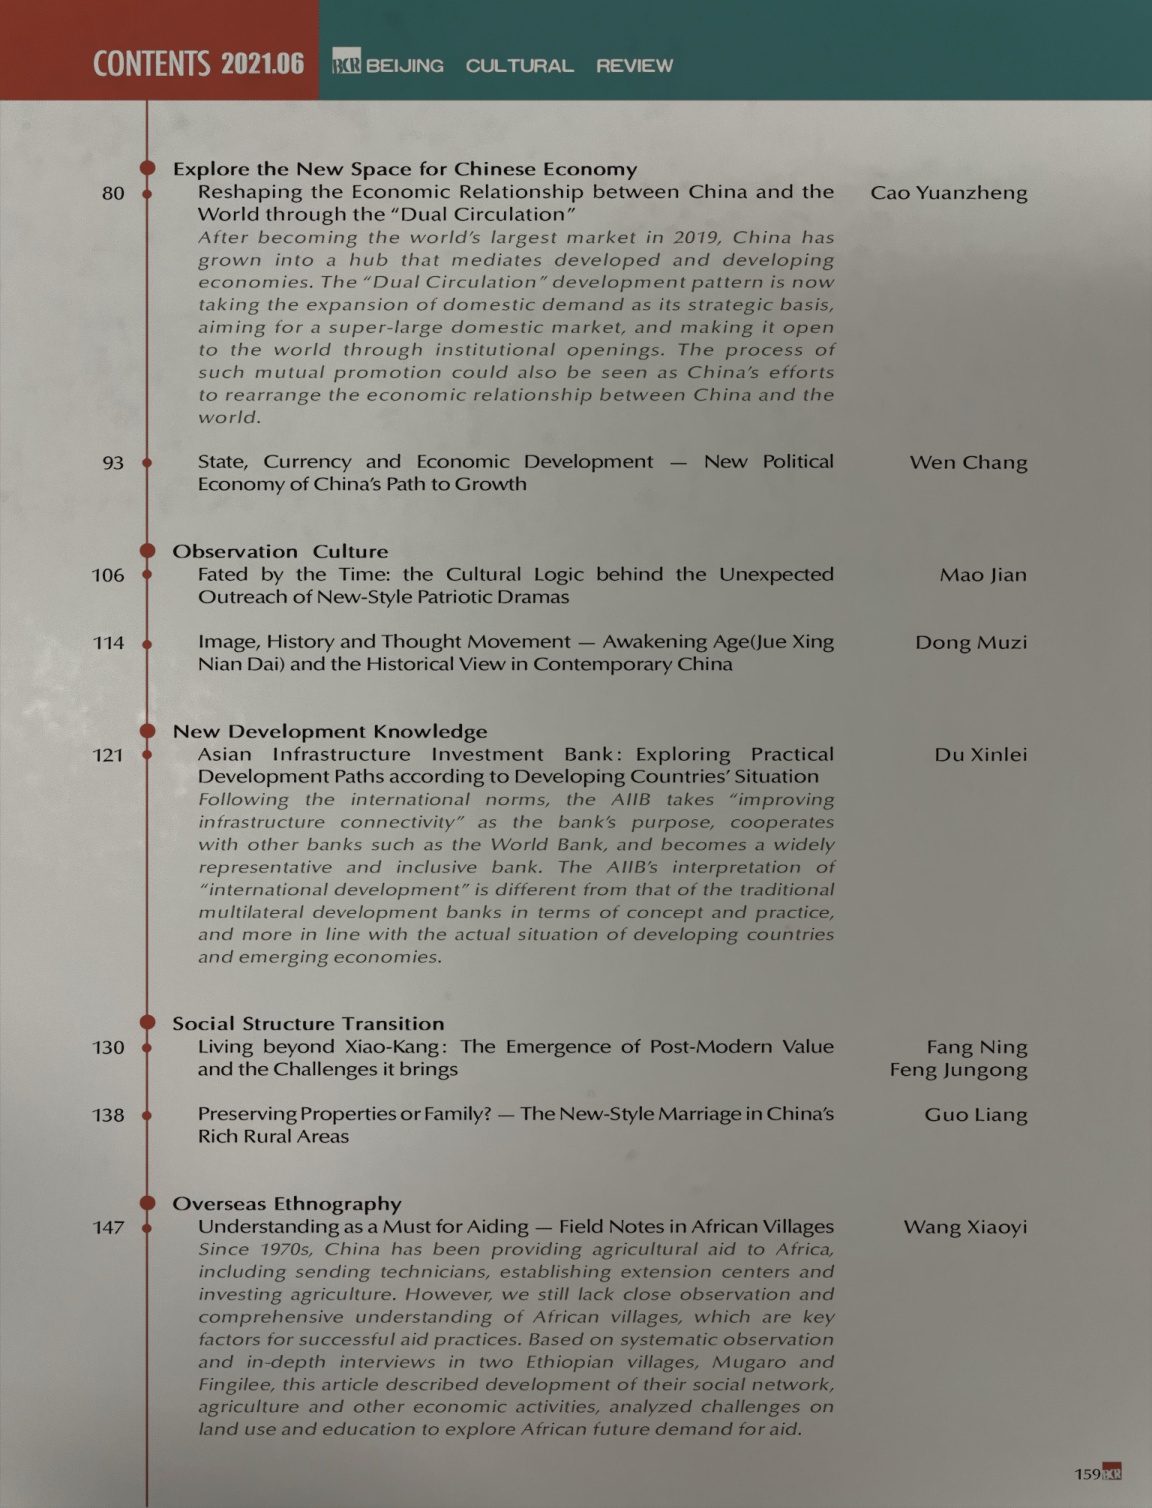 CONTENTS 2021.06 BCR BEIJING CULTURAL REVIEW
Explore the New Space for Chinese Economy
80 Reshaping the Economic Relationship between China and the Cao Yuanzheng
World through the “Dual Circulation”
After becoming the world’s largest market in 2019, China has
grown into a hub that mediates developed and developing
economies. The “Dual Circulation” development pattern is now
taking the expansion of domestic demand as its strategic basis,
aiming for a super-large domestic market, and making it open
to the world through institutional openings. The process of
such mutual promotion could also be seen as China’s efforts
to rearrange the economic relationship between China and the
world.
93 State, Currency and Economic Development — New Political Wen Chang
Economy of China’s Path to Growth
Observation Culture
106 Fated by the Time: the Cultural Logic behind the Unexpected Mao Jian
Outreach of New-Style Patriotic Dramas
114 Image, History and Thought Movement — Awakening Age(Jue Xing Dong Muzi
Nian Dai) and the Historical View in Contemporary China
New Development Knowledge
121 Asian Infrastructure Investment Bank: Exploring Practical Du Xinlei
Development Paths according to Developing Countries’ Situation
Following the international norms, the AIIB takes “improving
infrastructure connectivity” as the bank’s purpose, cooperates
with other banks such as the World Bank, and becomes a widely
representative and inclusive bank. The AIIB’s interpretation of
“international development” is different from that of the traditional
multilateral development banks in terms of concept and practice,
and more in line with the actual situation of developing countries
and emerging economies.
Social Structure Transition
130 Living beyond Xiao-Kang: The Emergence of Post-Modern Value Fang Ning
and the Challenges it brings Feng Jungong
138 Preserving Properties or Family? — The New-Style Marriage in China’s Guo Liang
Rich Rural Areas
Overseas Ethnography
147 Understanding as a Must for Aiding — Field Notes in African Villages Wang Xiaoyi
Since 1970s, China has been providing agricultural aid to Africa,
including sending technicians, establishing extension centers and
investing agriculture. However, we still lack close observation and
comprehensive understanding of African villages, which are key
factors for successful aid practices. Based on systematic observation
and in-depth interviews in two Ethiopian villages, Mugaro and
Fingilee, this article described development of their social network,
agriculture and other economic activities, analyzed challenges on
land use and education to explore African future demand for aid.
159 BCR